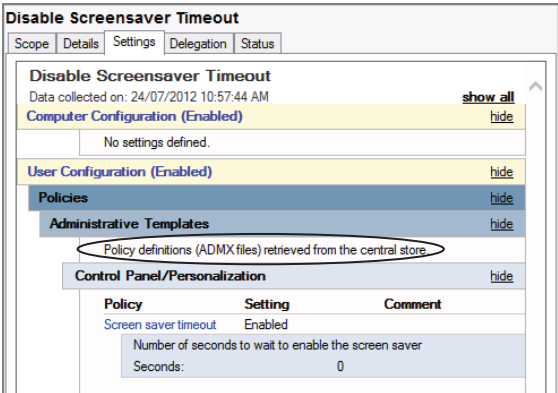 Disable Screensaver Timeout
Scope Details Settings Delegation Status
Disable Screensaver Timeout
Data collected on: 24/07/2012 10:57:44 AM show all
Computer Configuration (Enabled) hide
No settings defined.
User Configuration (Enabled) hide
Policies hide
Administrative Templates hide
Policy definitions (ADMX files) retrieved from the central store.
Control Panel/Personalization hide
Policy Setting Comment
Screen saver timeout Enabled
Number of seconds to wait to enable the screen saver
Seconds: 0